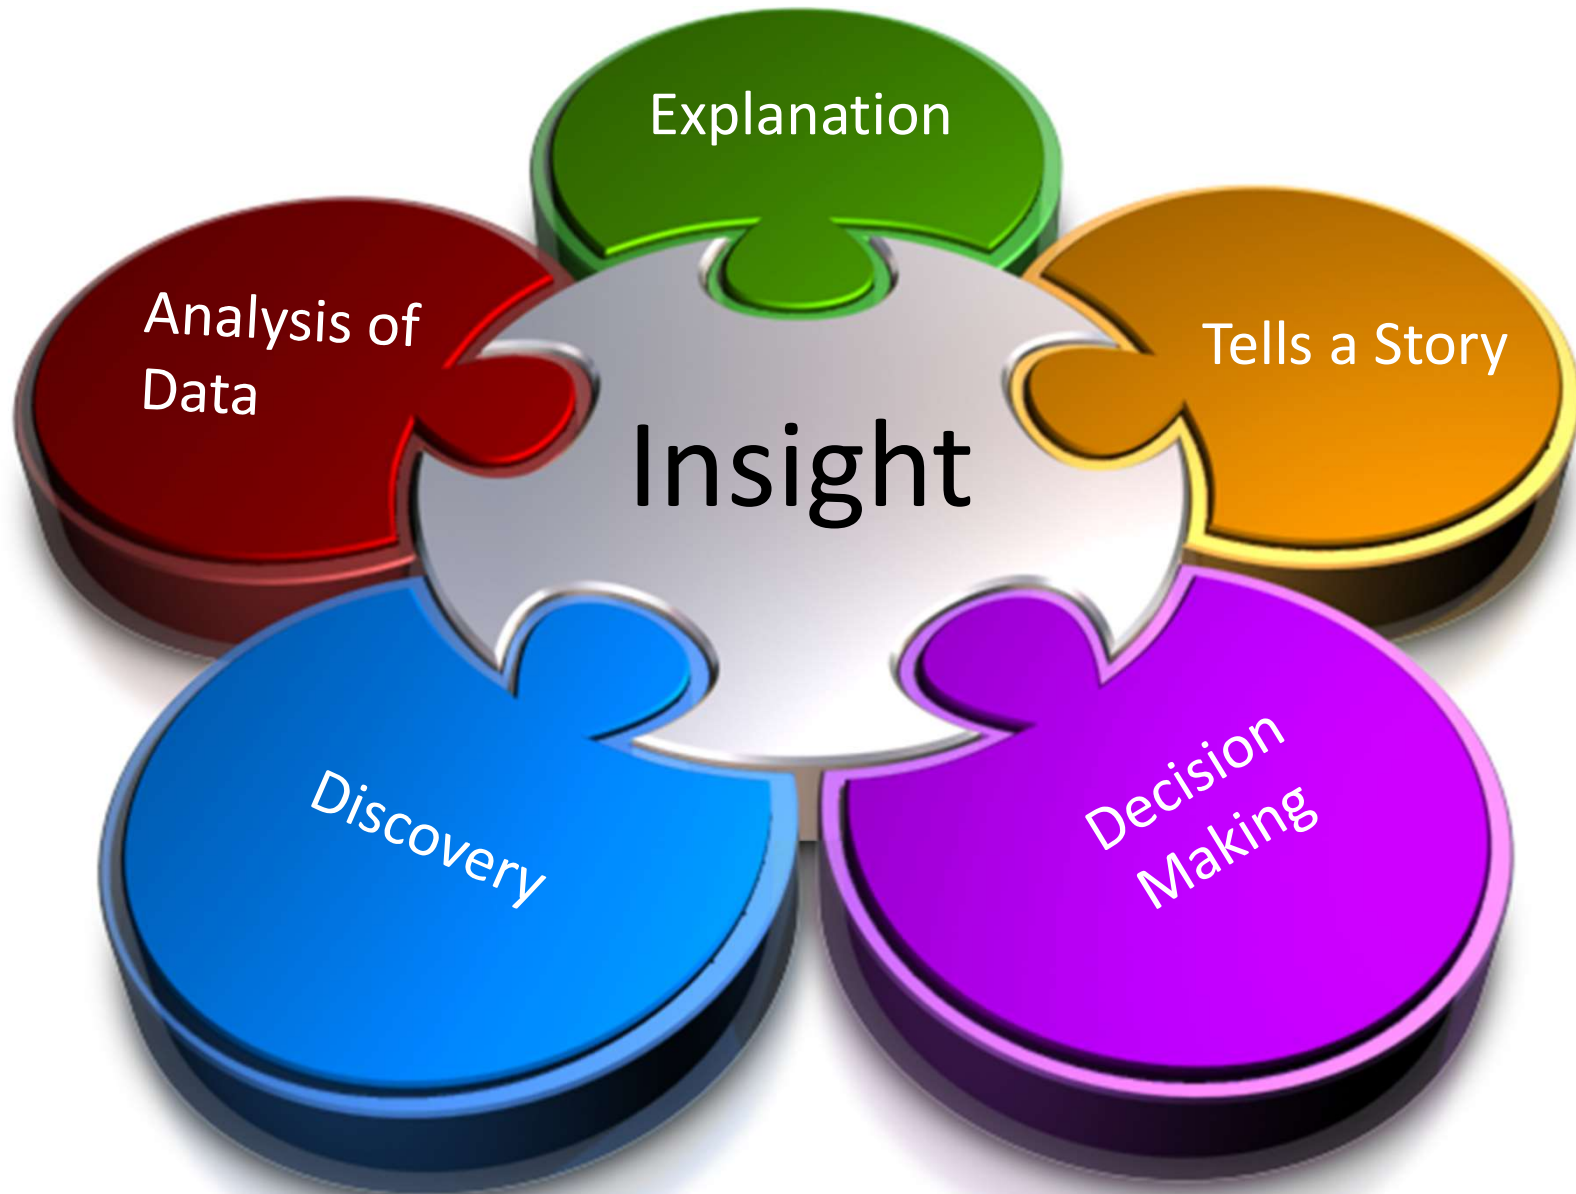 Explanation
Analysis of
Data
Tells a Story
Insight
Discovery
Decision
Making